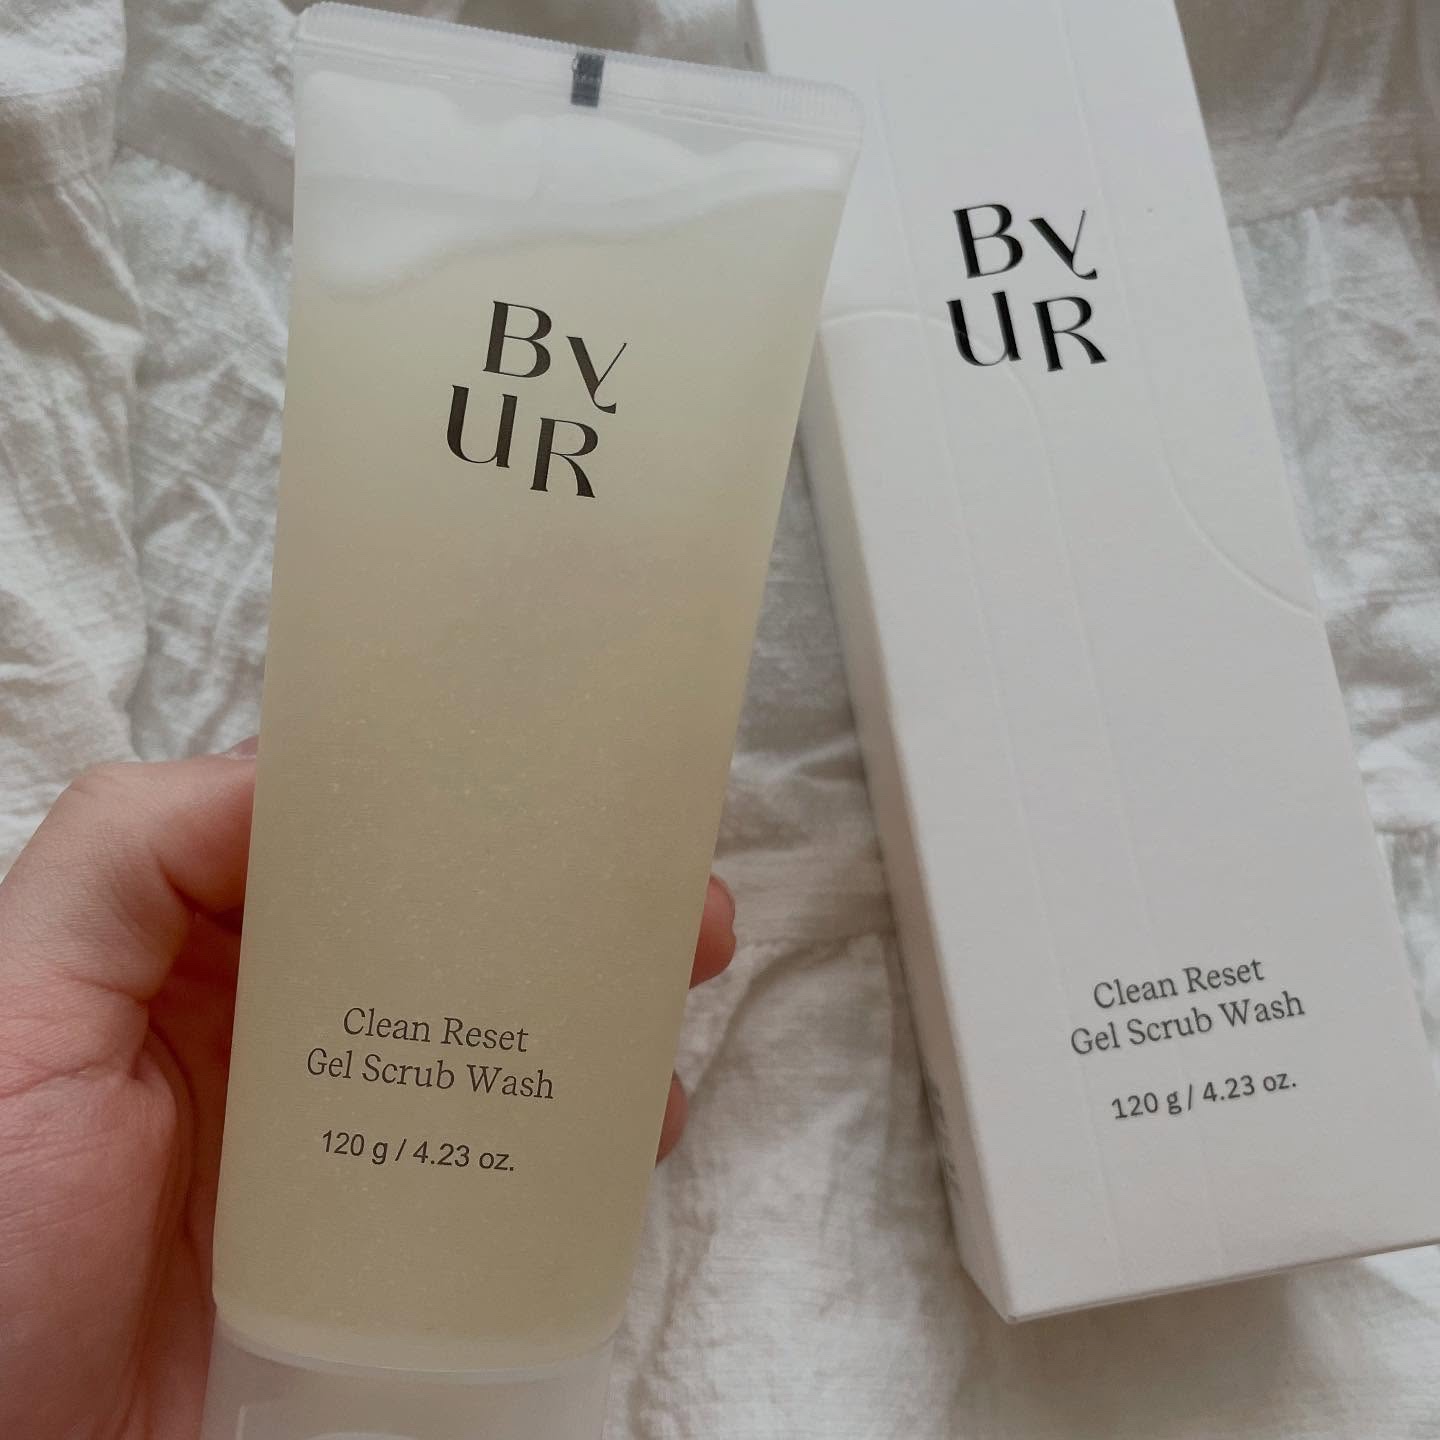 By
UR
Clean Reset
Gel Scrub Wash
120 g / 4.23 oz.
By
UR
Clean Reset
Gel Scrub Wash
120 g / 4.23 oz.